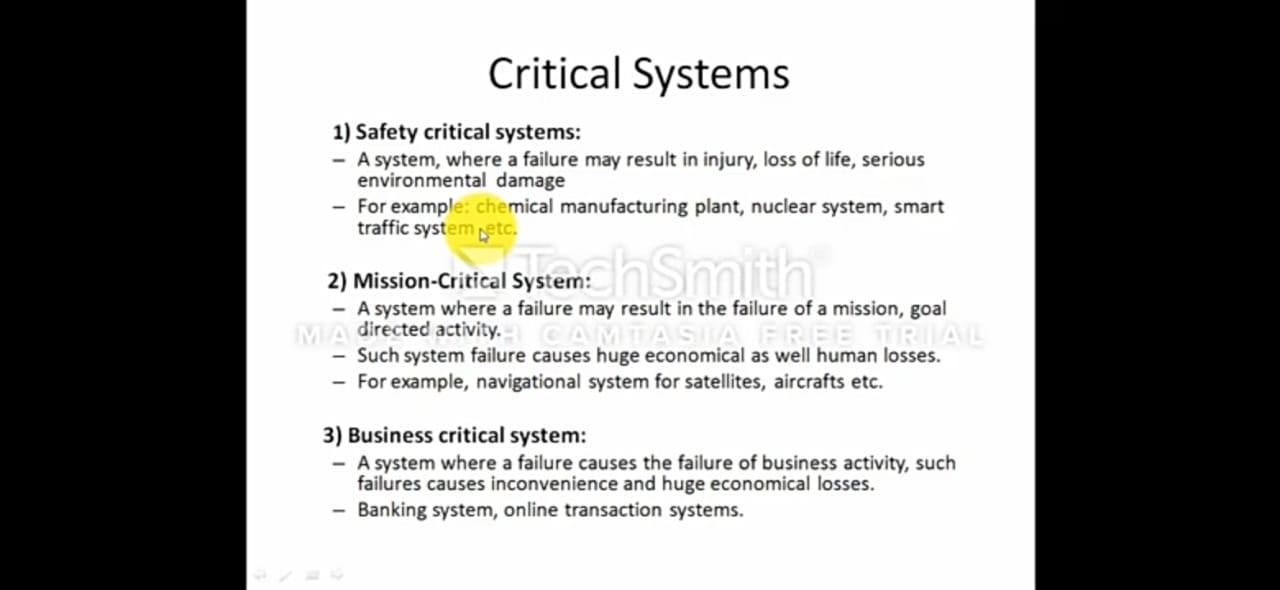 Critical Systems
1) Safety critical systems:
– A system, where a failure may result in injury, loss of life, serious
environmental damage
– For example: chemical manufacturing plant, nuclear system, smart
traffic system etc.
TechSmith
2) Mission-Critical System:
– A system where a failure may result in the failure of a mission, goal
directed activity.
MADE WITH CAMTASIA FREE TRIAL
– Such system failure causes huge economical as well human losses.
– For example, navigational system for satellites, aircrafts etc.
3) Business critical system:
– A system where a failure causes the failure of business activity, such
failures causes inconvenience and huge economical losses.
– Banking system, online transaction systems.